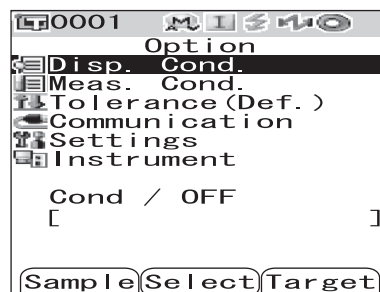 0001 M I
Option
Disp. Cond.
Meas. Cond.
Tolerance(Def.)
Communication
Settings
Instrument
Cond / OFF
[ ]
Sample Select Target